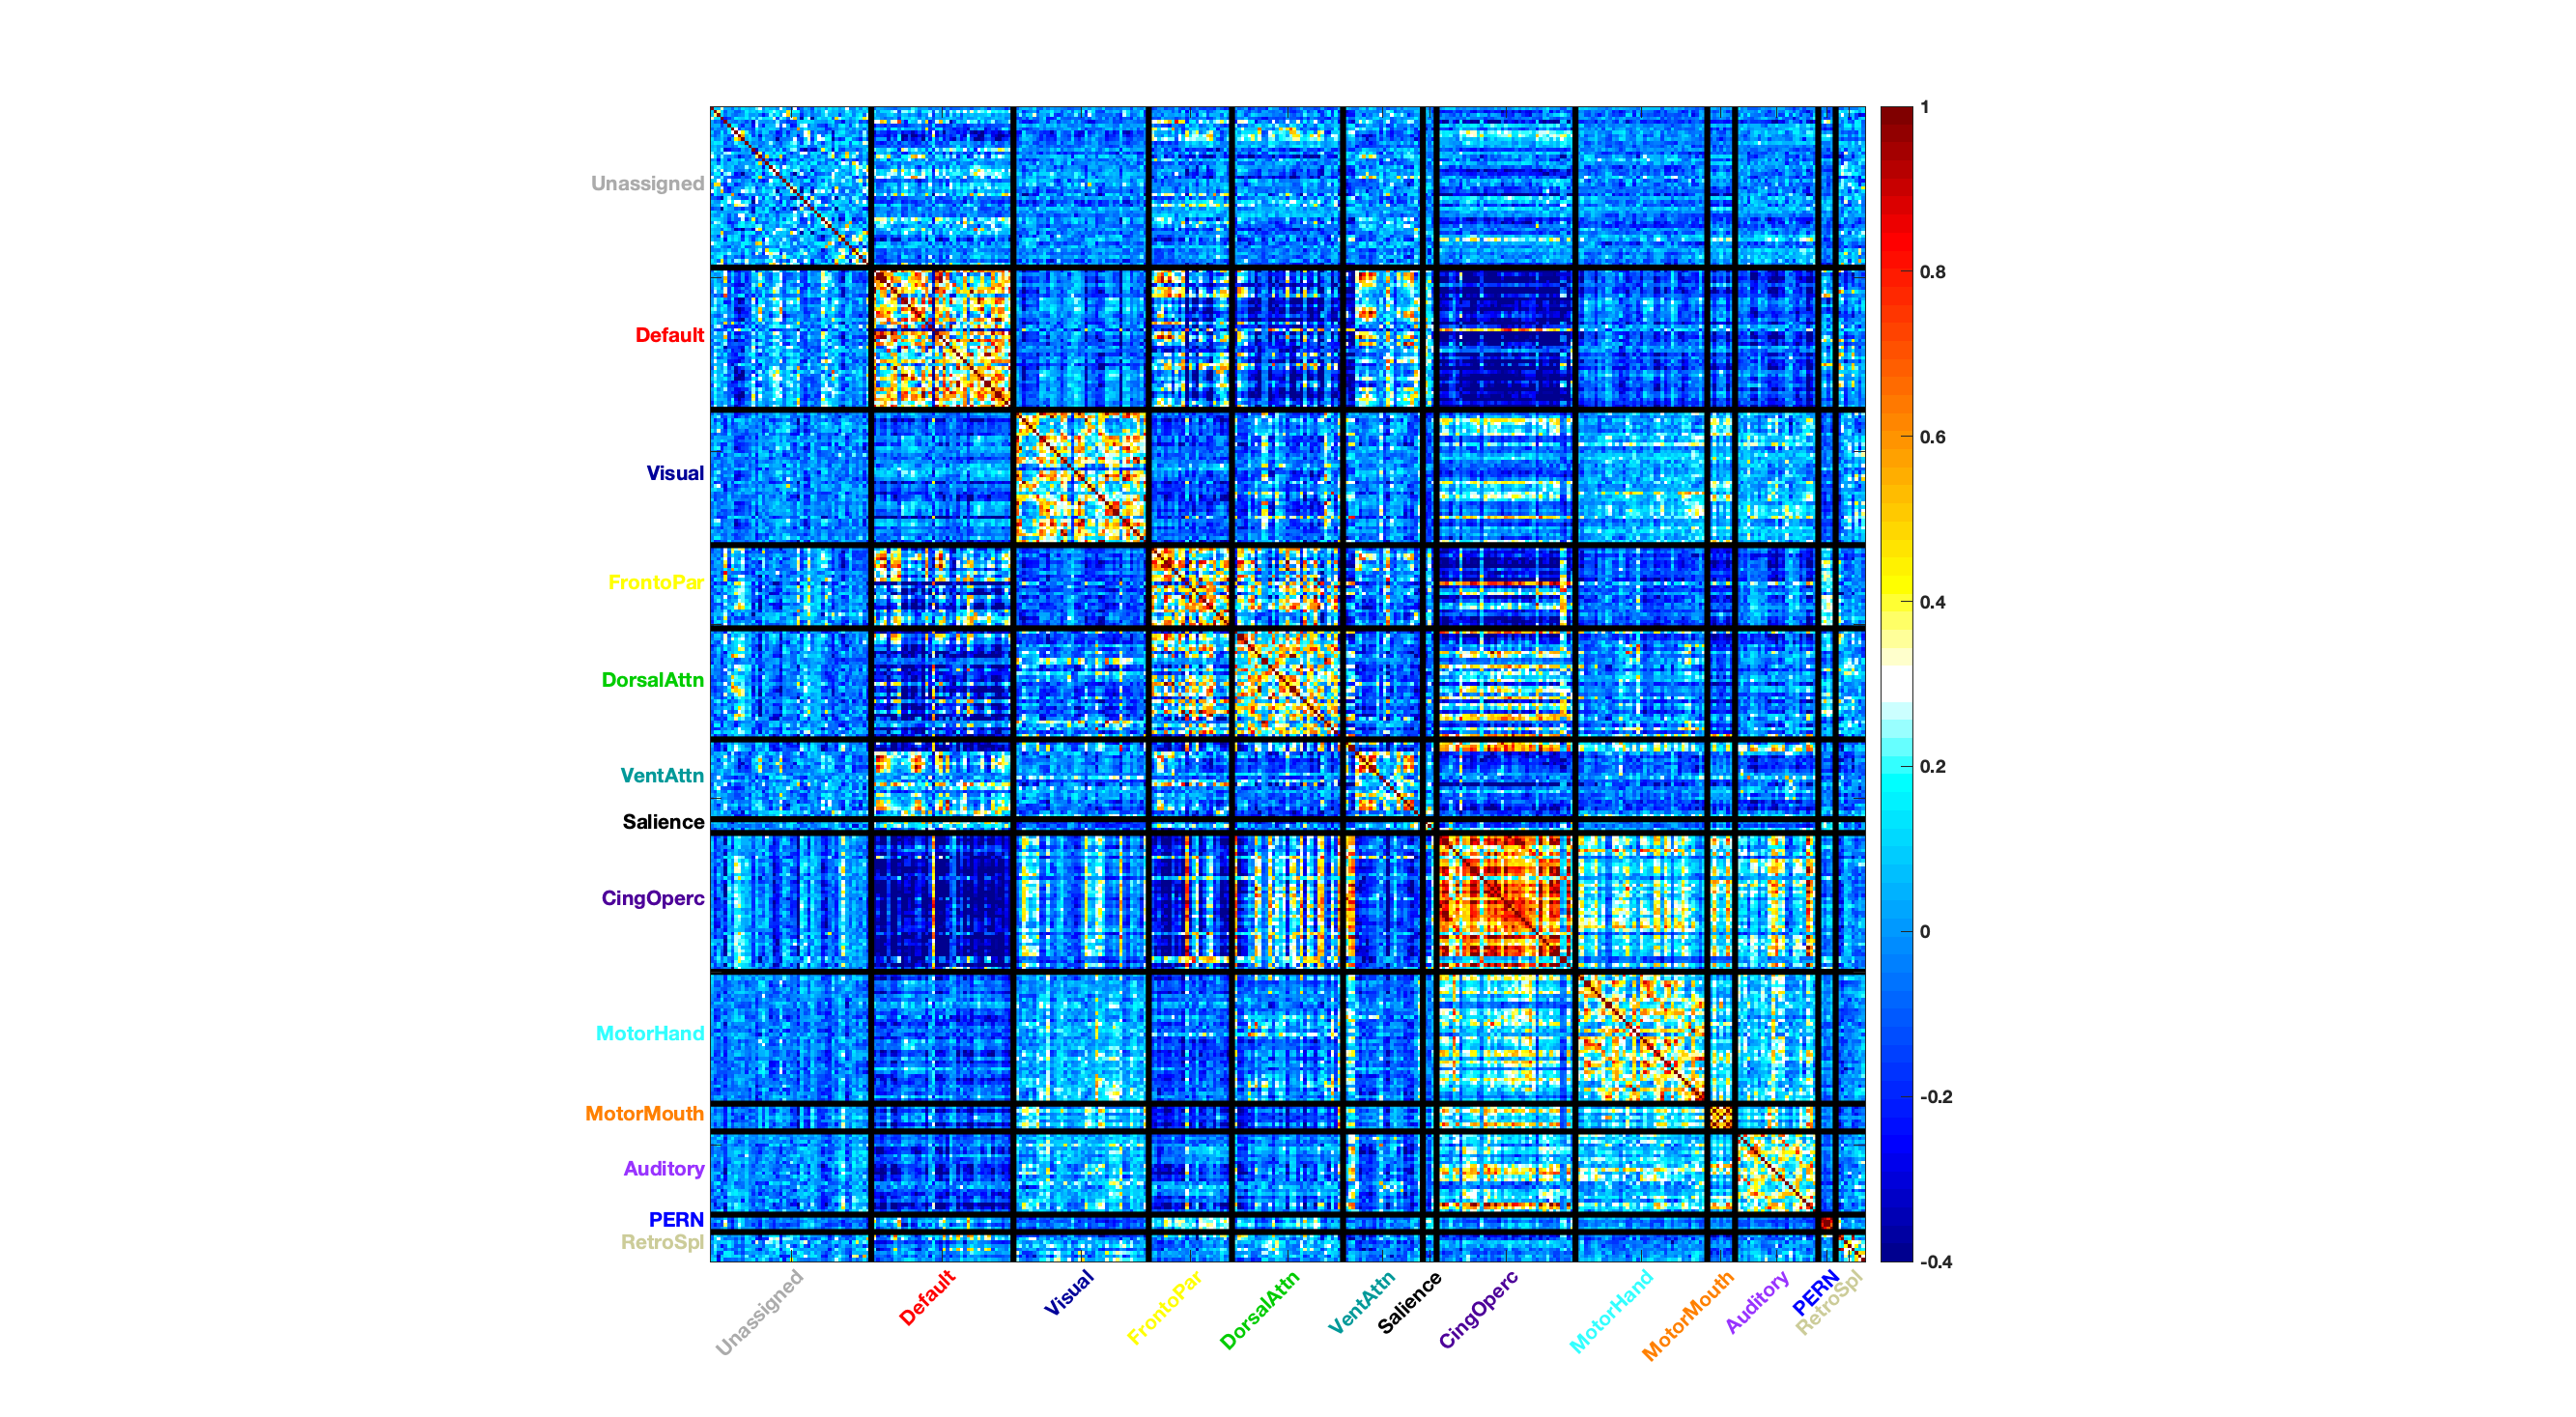 Unassigned
Default
Visual
FrontoPar
DorsalAttn
VentAttn
Salience
CingOperc
MotorHand
MotorMouth
Auditory
PERN
RetroSpl
1
0.8
0.6
0.4
0.2
0
-0.2
-0.4
Unassigned
Default
Visual
FrontoPar
DorsalAttn
VentAttn
Salience
CingOperc
MotorHand
MotorMouth
Auditory
PERN
RetroSpl